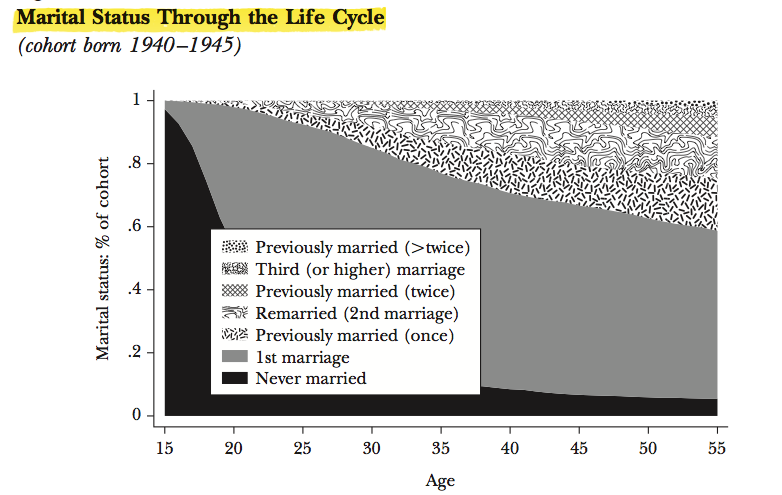 Marital Status Through the Life Cycle
(cohort born 1940–1945)
1
.8
.6
.4
.2
0
Marital status: % of cohort
Previously married (>twice)
Third (or higher) marriage
Previously married (twice)
Remarried (2nd marriage)
Previously married (once)
1st marriage
Never married
15 20 25 30 35 40 45 50 55
Age